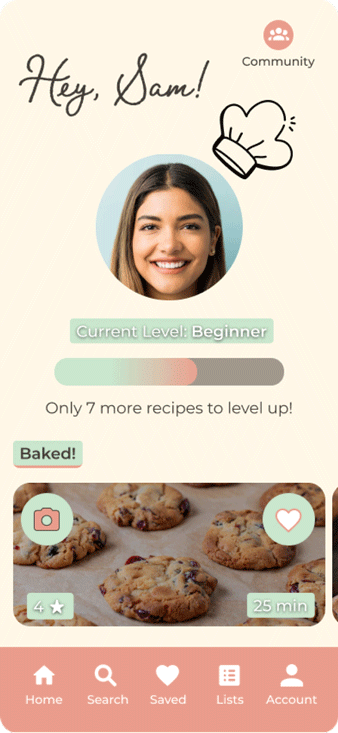 Community
Hey, Sam!
Current Level: Beginner
Only 7 more recipes to level up!
Baked!
4 ★
25 min
Home Search Saved Lists Account